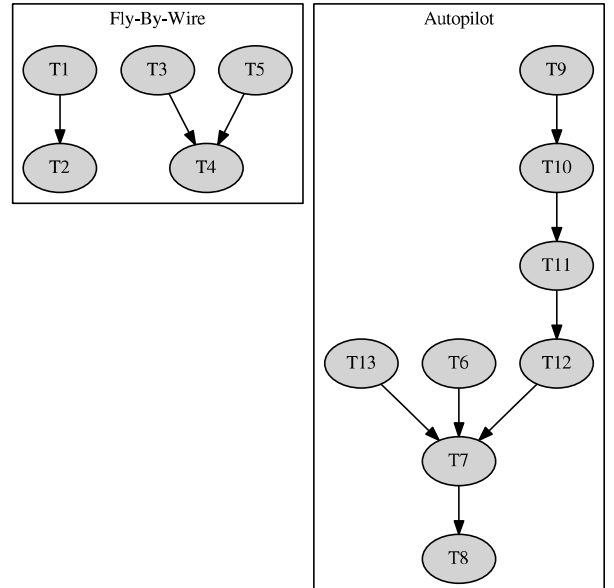 Fly-By-Wire
T1
T3
T5
T2
T4
Autopilot
T9
T10
T11
T13
T6
T12
T7
T8